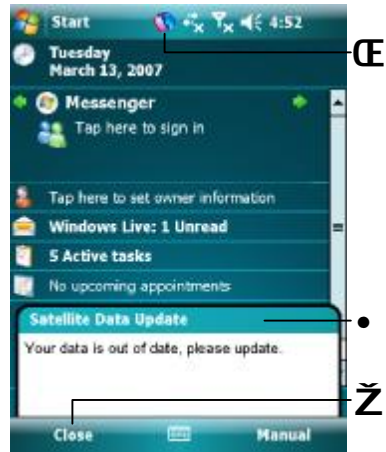 Start 4:52
Œ
Tuesday
March 13, 2007
Messenger
Tap here to sign in
Tap here to set owner information
Windows Live: 1 Unread
5 Active tasks
No upcoming appointments
Satellite Data Update
•
Your data is out of date, please update.
Ž
Close Manual